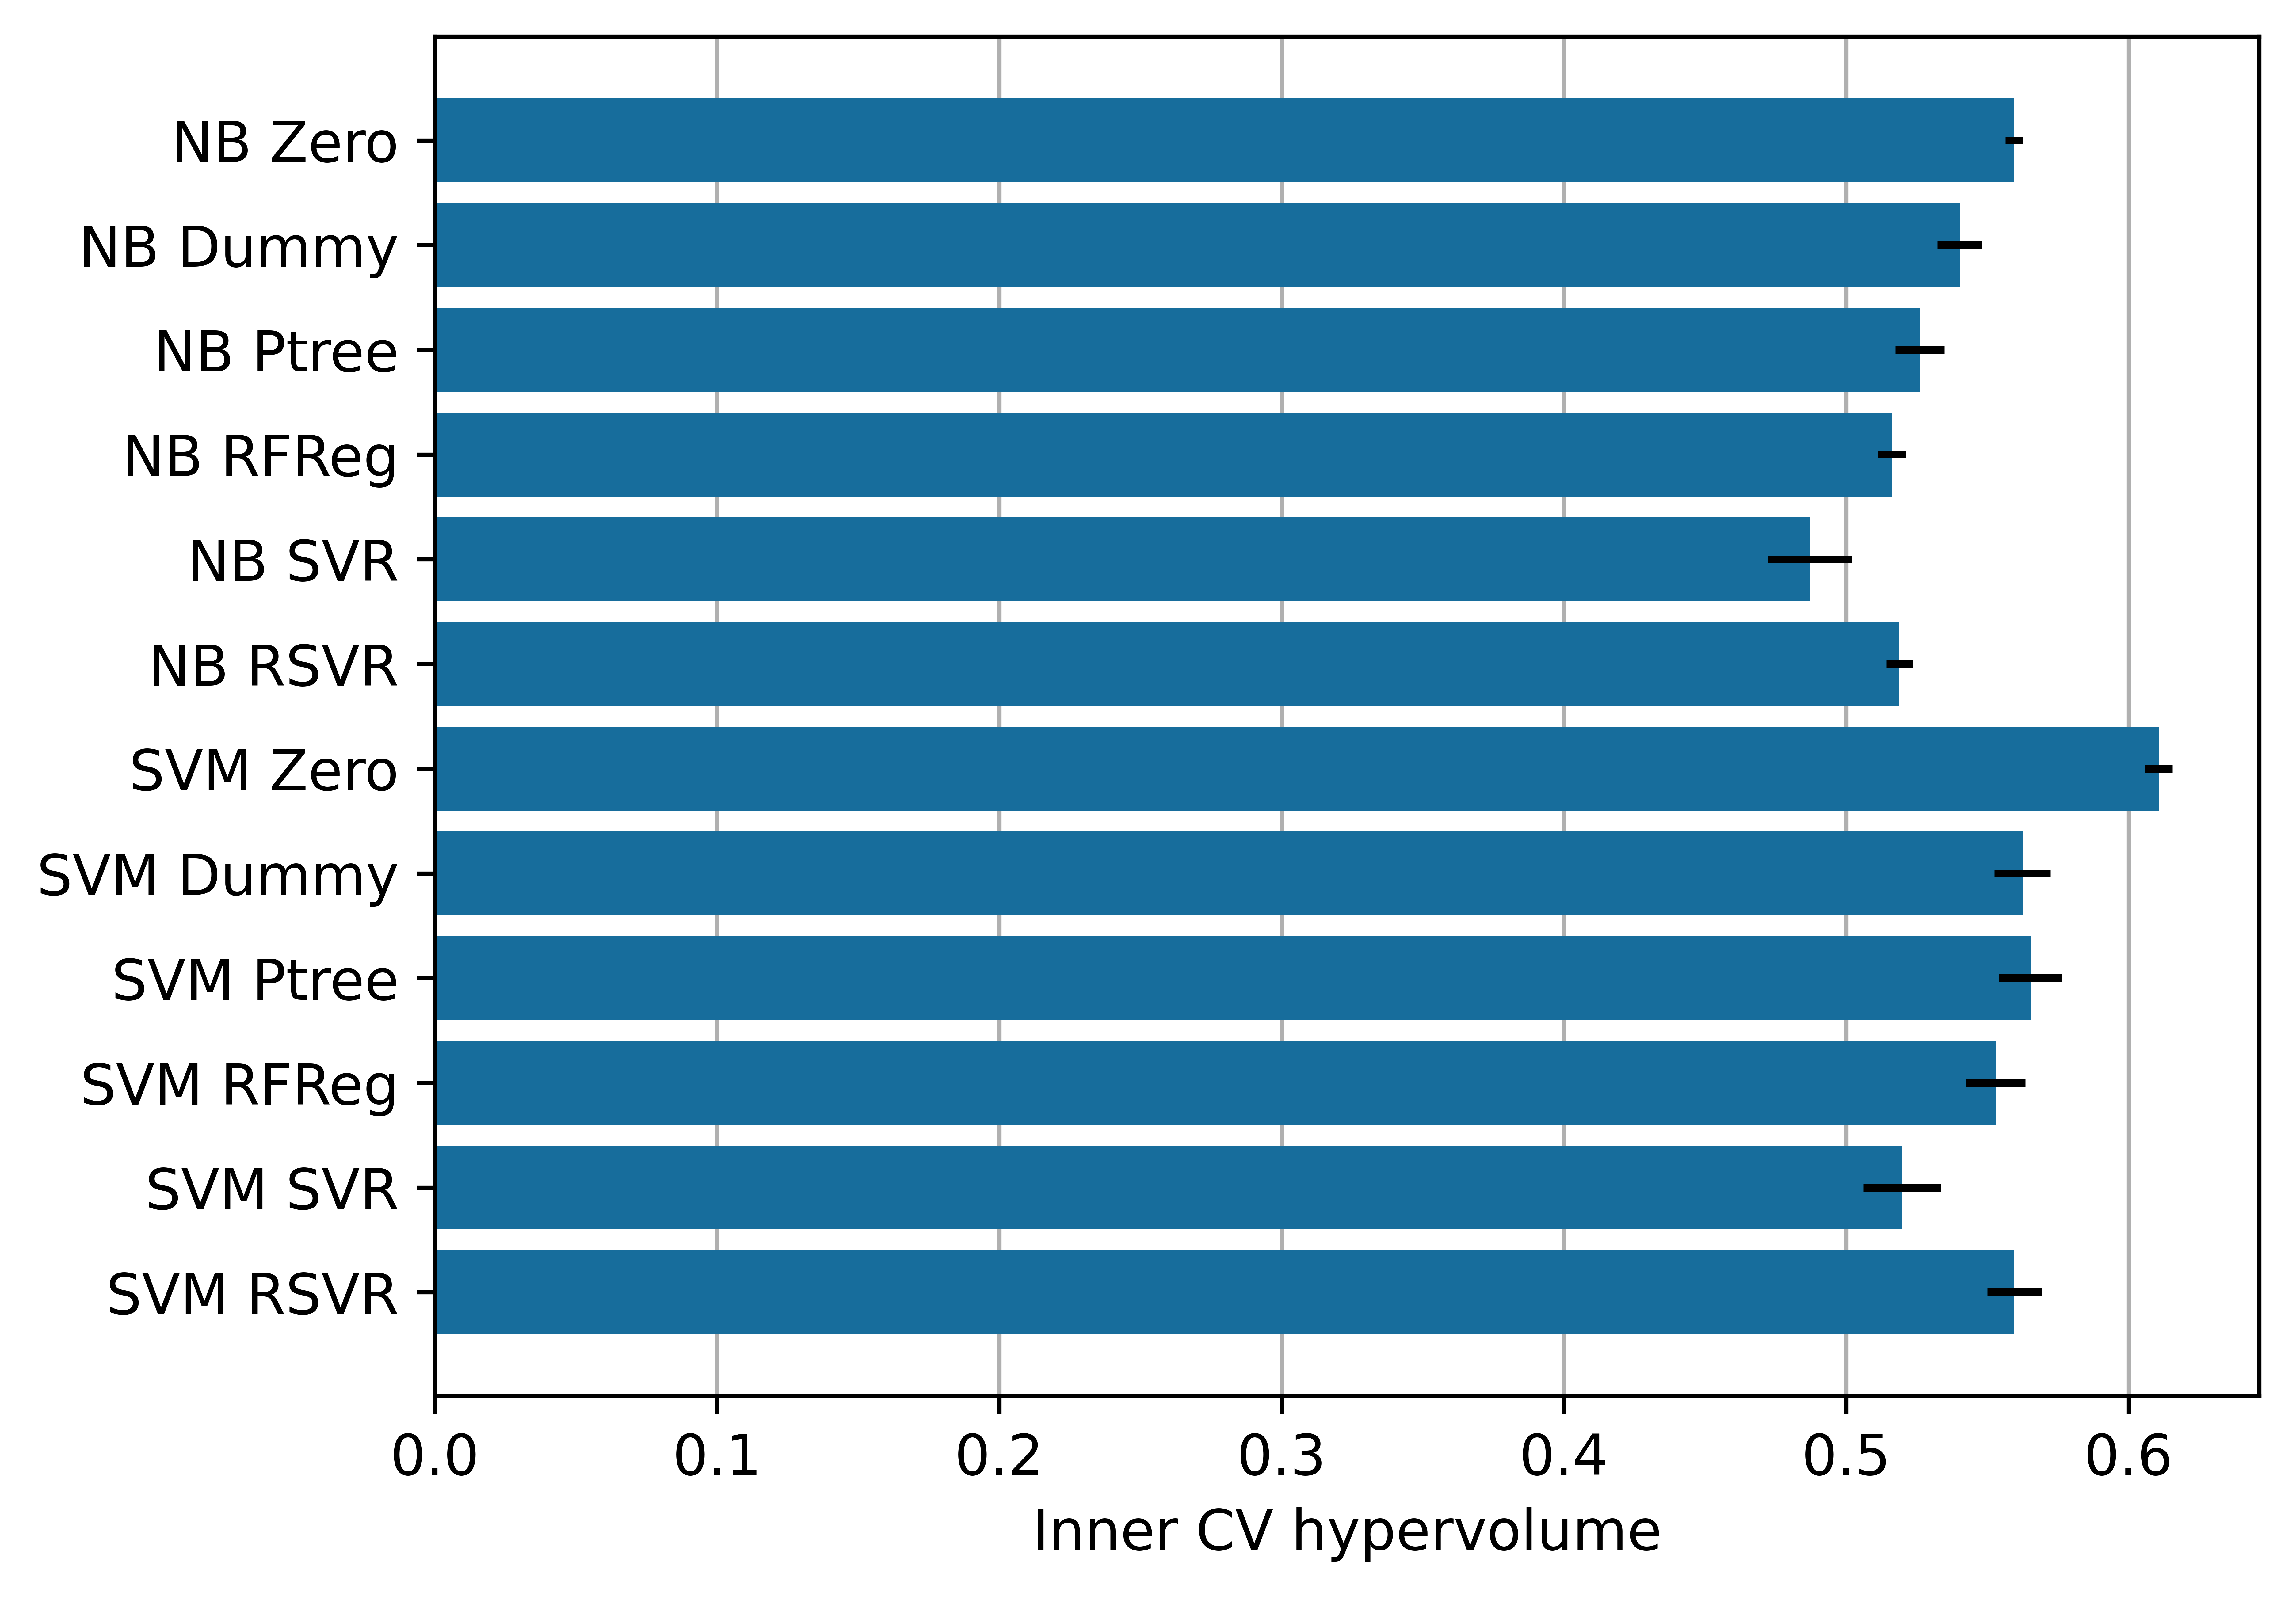 NB Zero
NB Dummy
NB Ptree
NB RFReg
NB SVR
NB RSVR
SVM Zero
SVM Dummy
SVM Ptree
SVM RFReg
SVM SVR
SVM RSVR
0.0 0.1 0.2 0.3 0.4 0.5 0.6
Inner CV hypervolume